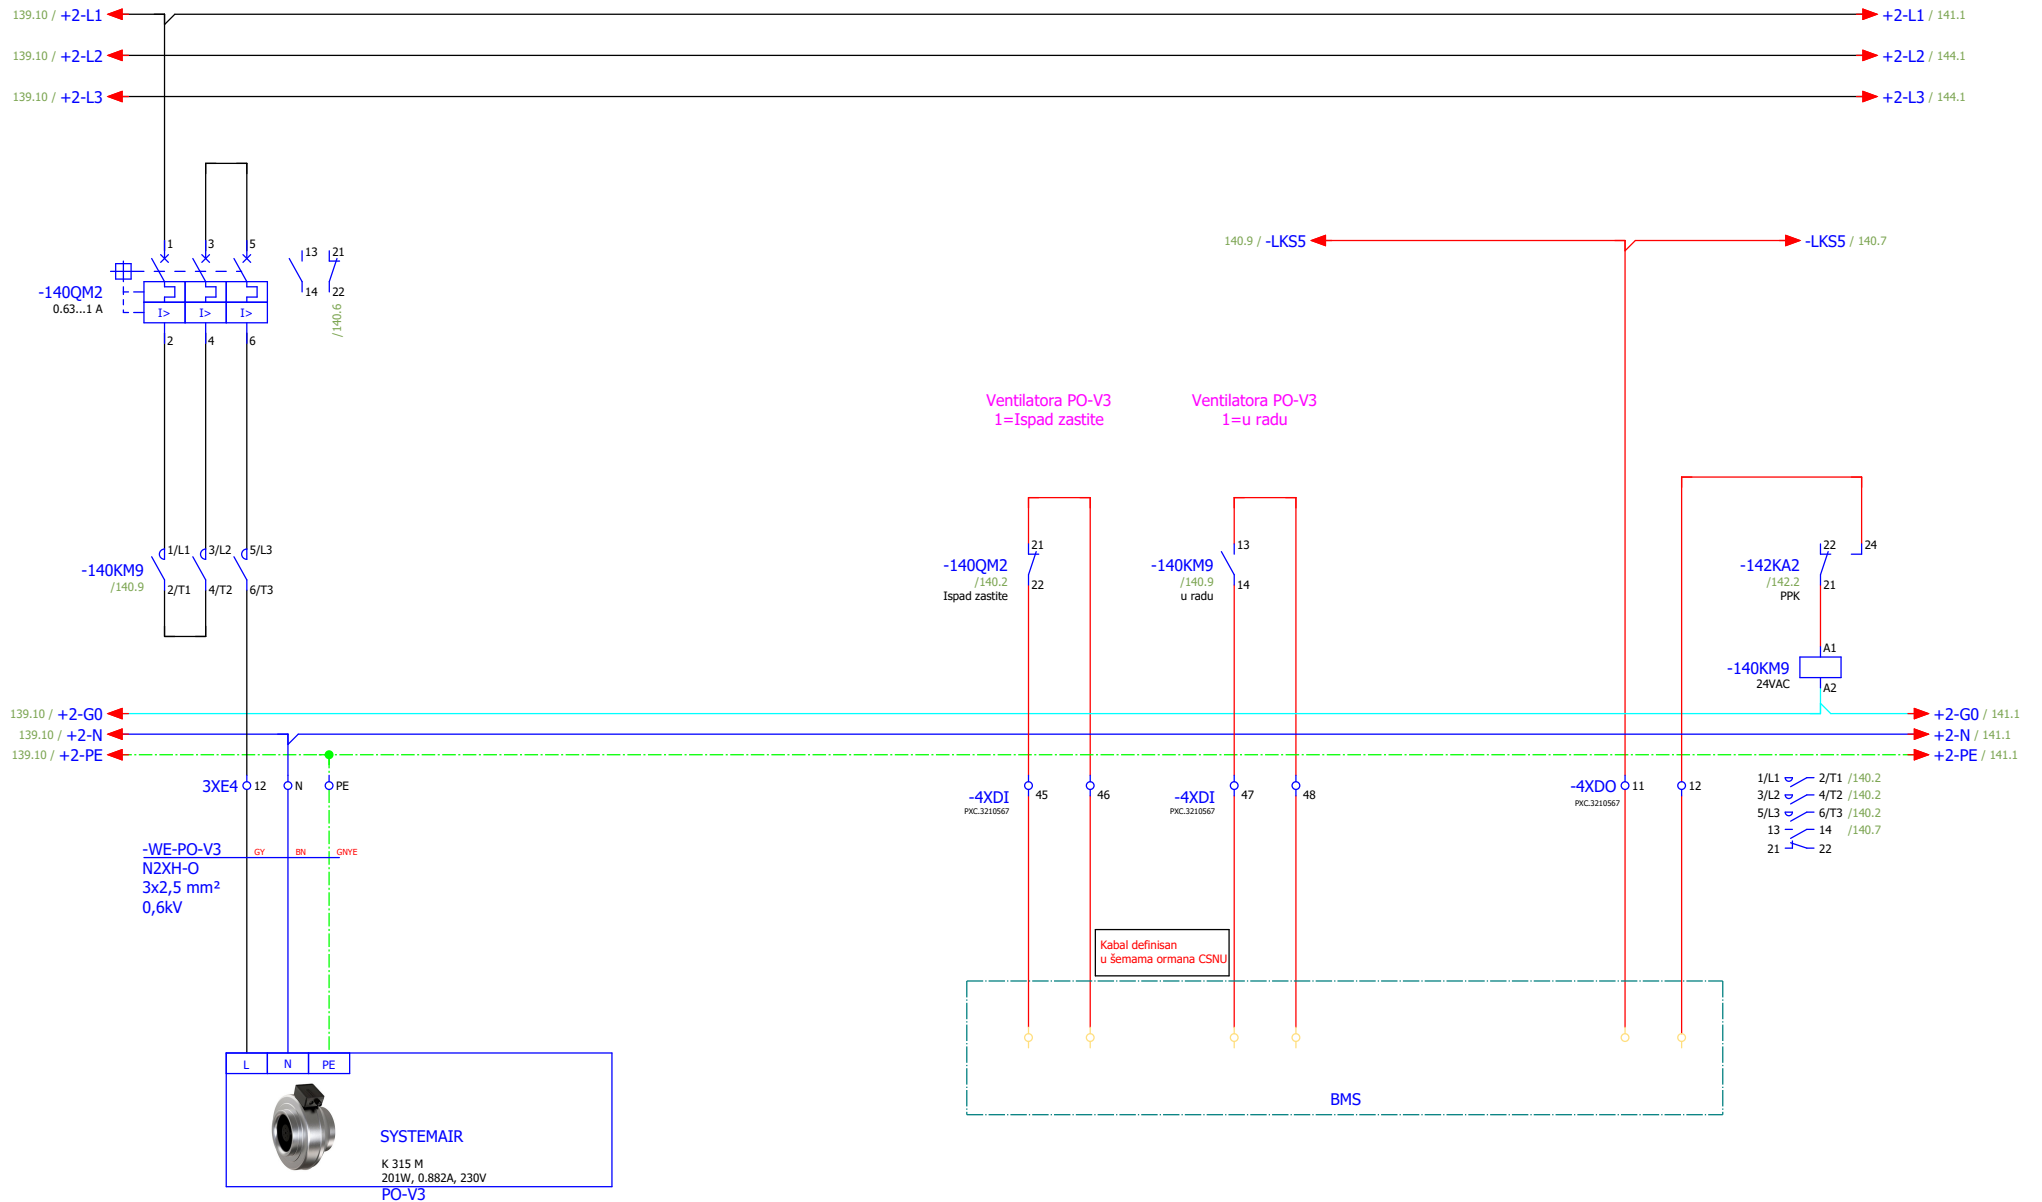 139.10 / +2-L1
+2-L1 / 141.1
139.10 / +2-L2
+2-L2 / 144.1
139.10 / +2-L3
+2-L3 / 144.1
1 3 5 13 21
-140QM2
0.63...1 A
I> I> I>
14 22
/140.6
2 4 6
140.9 / -LKS5
-LKS5 / 140.7
Ventilatora PO-V3
1=Ispad zastite
Ventilatora PO-V3
1=u radu
1/L1 3/L2 5/L3
-140KM9
/140.9
2/T1 4/T2 6/T3
21
-140QM2
/140.2
22
Ispad zastite
13
-140KM9
/140.9
14
u radu
22 24
-142KA2
/142.2
21
PPK
A1
-140KM9
24VAC
A2
139.10 / +2-G0
+2-G0 / 141.1
139.10 / +2-N
+2-N / 141.1
139.10 / +2-PE
+2-PE / 141.1
3XE4 12 N PE
-4XDI 45 46
PXC.3210567
-4XDI 47 48
PXC.3210567
-4XDO 11 12
PXC.3210567
1/L1 2/T1 /140.2
3/L2 4/T2 /140.2
5/L3 6/T3 /140.2
13 14 /140.7
21 22
-WE-PO-V3 GY BN GNYE
N2XH-O
3x2,5 mm²
0,6kV
Kabal definisan
u šemama ormana CSNU
L N PE
BMS
SYSTEMAIR
K 315 M
201W, 0.882A, 230V
PO-V3